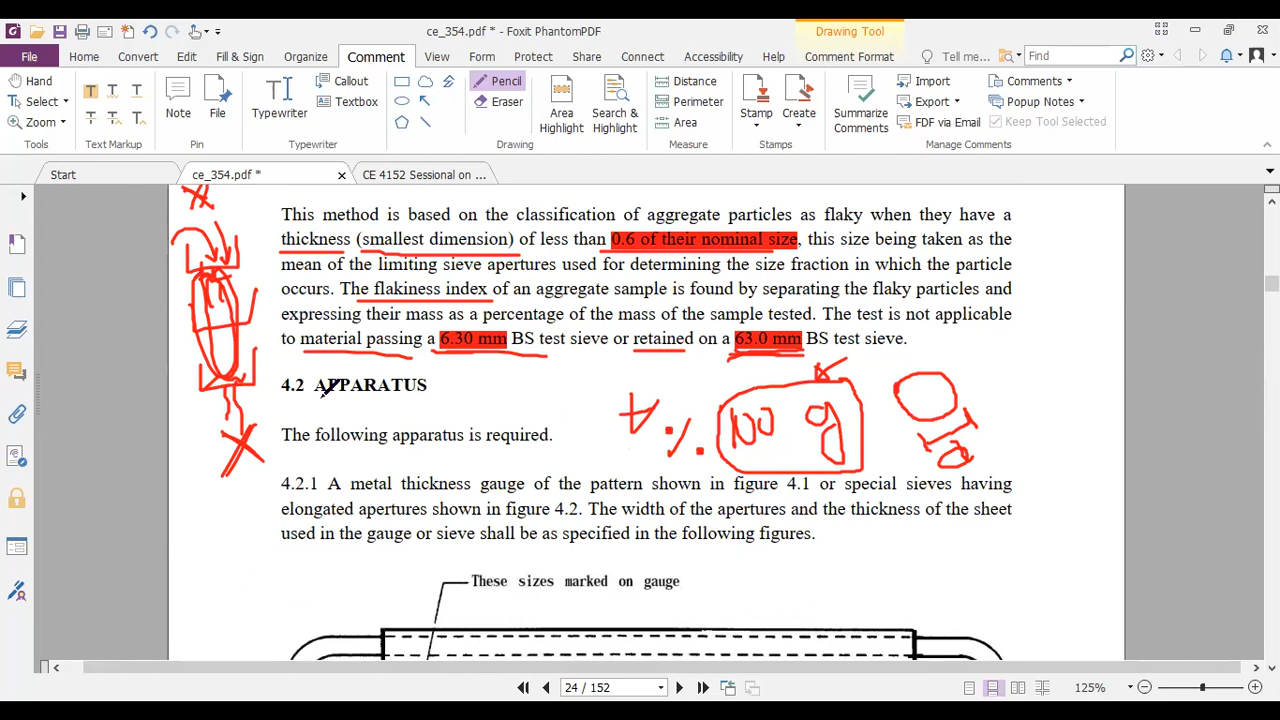 ce_354.pdf * - Foxit PhantomPDF
Drawing Tool
File Home Convert Edit Fill & Sign Organize Comment View Form Protect Share Connect Accessibility Help Comment Format Tell me... Find
Hand
Select
Zoom
Tools
Text Markup
Note
File
Pin
Typewriter
Callout
Textbox
Typewriter
Pencil
Eraser
Area Highlight
Search & Highlight
Drawing
Distance
Perimeter
Area
Measure
Stamp
Create
Stamps
Summarize Comments
Import
Export
FDF via Email
Comments
Popup Notes
Keep Tool Selected
Manage Comments
Start
ce_354.pdf *
CE 4152 Sessional on ...
This method is based on the classification of aggregate particles as flaky when they have a
thickness (smallest dimension) of less than 0.6 of their nominal size, this size being taken as the
mean of the limiting sieve apertures used for determining the size fraction in which the particle
occurs. The flakiness index of an aggregate sample is found by separating the flaky particles and
expressing their mass as a percentage of the mass of the sample tested. The test is not applicable
to material passing a 6.30 mm BS test sieve or retained on a 63.0 mm BS test sieve.
4.2 APPARATUS
100 g
%
The following apparatus is required.
4.2.1 A metal thickness gauge of the pattern shown in figure 4.1 or special sieves having
elongated apertures shown in figure 4.2. The width of the apertures and the thickness of the sheet
used in the gauge or sieve shall be as specified in the following figures.
These sizes marked on gauge
24 / 152
125%